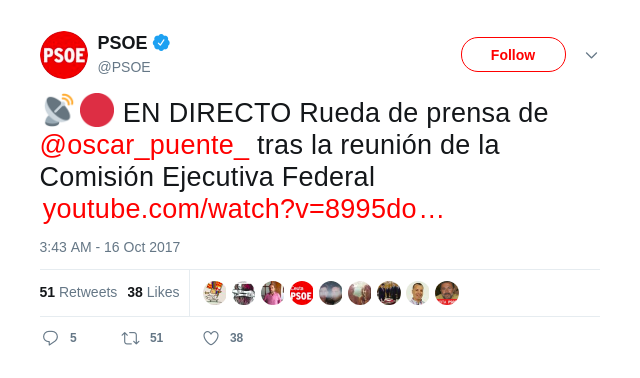 PSOE
PSOE
@PSOE
Follow
EN DIRECTO Rueda de prensa de
@oscar_puente_ tras la reunión de la
Comisión Ejecutiva Federal
youtube.com/watch?v=8995do…
3:43 AM - 16 Oct 2017
51 Retweets 38 Likes
PSOE
5 51 38